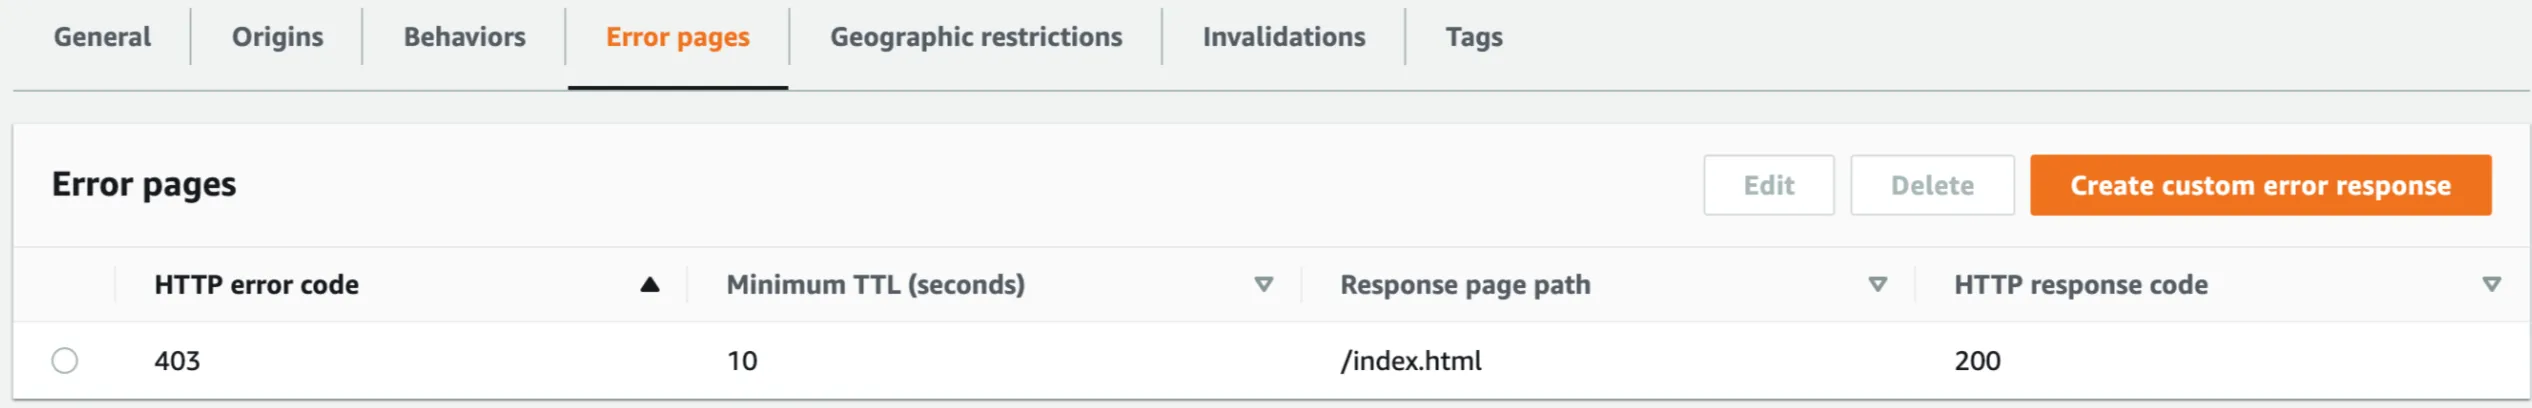 General Origins Behaviors Error pages Geographic restrictions Invalidations Tags
Error pages Edit Delete Create custom error response
HTTP error code Minimum TTL (seconds) Response page path HTTP response code
403 10 /index.html 200